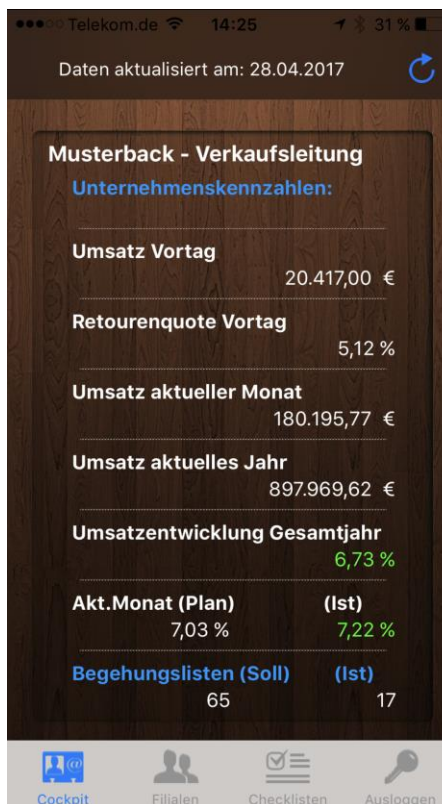 Telekom.de 14:25 31 %
Daten aktualisiert am: 28.04.2017
Musterback - Verkaufsleitung
Unternehmenskennzahlen:
Umsatz Vortag
20.417,00 €
Retourenquote Vortag
5,12 %
Umsatz aktueller Monat
180.195,77 €
Umsatz aktuelles Jahr
897.969,62 €
Umsatzentwicklung Gesamtjahr
6,73 %
Akt.Monat (Plan) (Ist)
7,03 % 7,22 %
Begehungslisten (Soll) (Ist)
65 17
Cockpit Filialen Checklisten Ausloggen